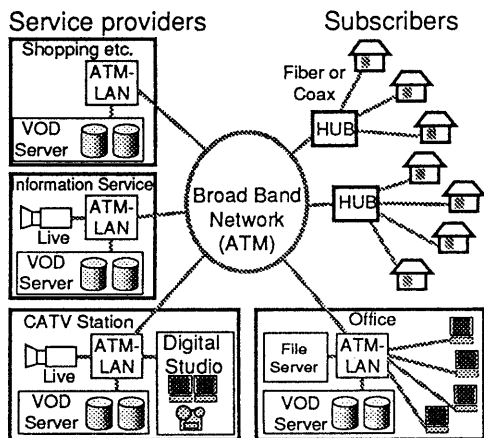 Service providers
Subscribers
Shopping etc.
ATM-
LAN
VOD
Server
Fiber or
Coax
HUB
nformation Service
ATM-
LAN
Live
VOD
Server
Broad Band
Network
(ATM)
HUB
CATV Station
ATM-
LAN
Live
Digital
Studio
VOD
Server
Office
File
Server
ATM-
LAN
VOD
Server